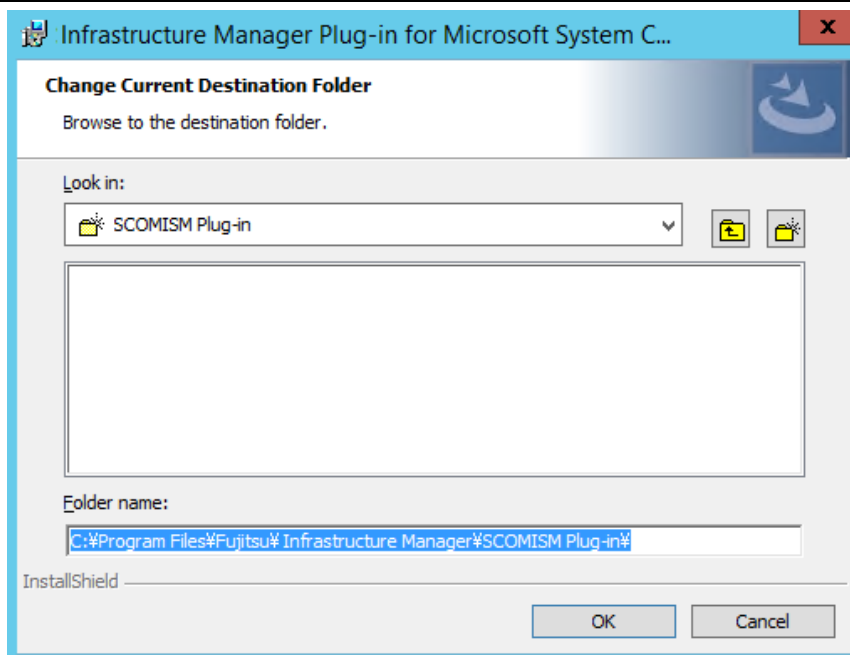 Infrastructure Manager Plug-in for Microsoft System C...
x
Change Current Destination Folder
Browse to the destination folder.
Look in:
SCOMISM Plug-in
Folder name:
C:¥Program Files¥Fujitsu¥ Infrastructure Manager¥SCOMISM Plug-in¥
InstallShield
OK
Cancel